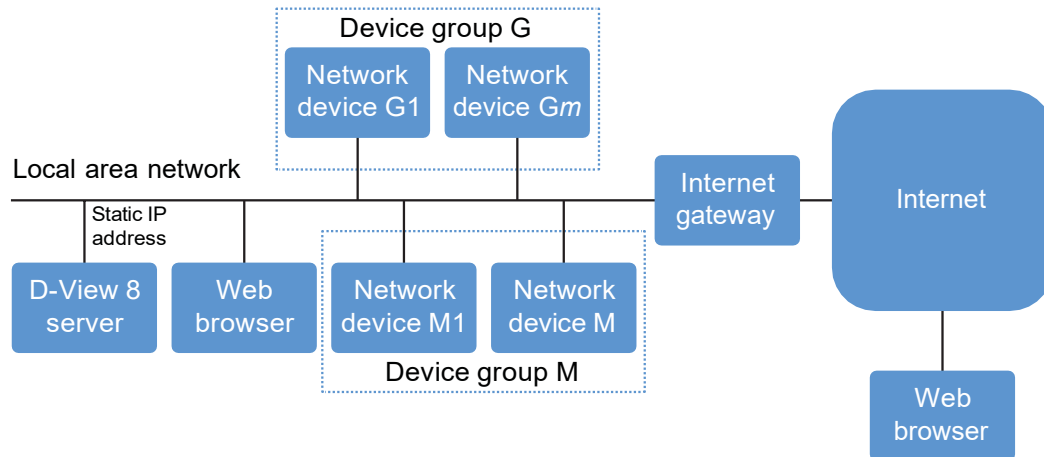 Device group G
Network
device G1
Network
device Gm
Local area network
Static IP
address
Internet
gateway
Internet
D-View 8
server
Web
browser
Network
device M1
Network
device M
Device group M
Web
browser